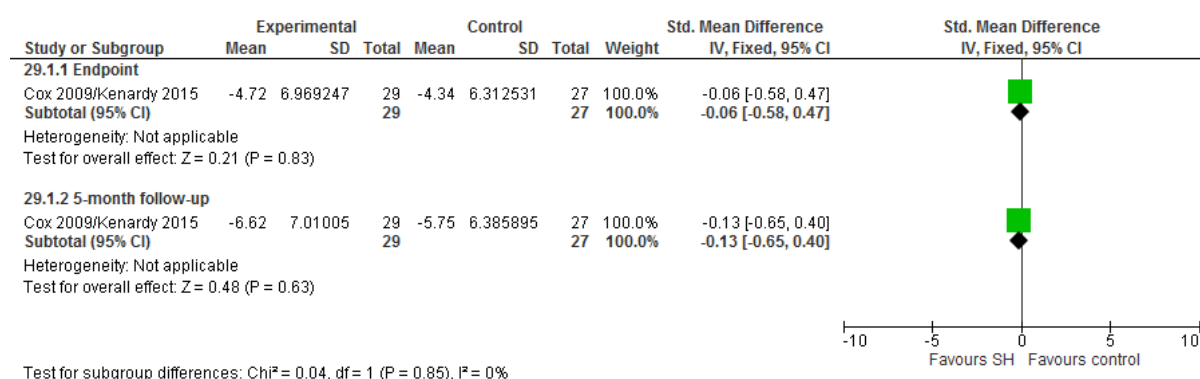 Experimental Control Std. Mean Difference Std. Mean Difference
Study or Subgroup Mean SD Total Mean SD Total Weight IV, Fixed, 95% CI IV, Fixed, 95% CI
29.1.1 Endpoint
Cox 2009/Kenardy 2015 -4.72 6.969247 29 -4.34 6.312531 27 100.0% -0.06 [-0.58, 0.47]
Subtotal (95% CI) 29 27 100.0% -0.06 [-0.58, 0.47]
Heterogeneity: Not applicable
Test for overall effect: Z = 0.21 (P = 0.83)
29.1.2 5-month follow-up
Cox 2009/Kenardy 2015 -6.62 7.01005 29 -5.75 6.385895 27 100.0% -0.13 [-0.65, 0.40]
Subtotal (95% CI) 29 27 100.0% -0.13 [-0.65, 0.40]
Heterogeneity: Not applicable
Test for overall effect: Z = 0.48 (P = 0.63)
-10 -5 0 5 10
Favours SH Favours control
Test for subgroup differences: Chi² = 0.04, df = 1 (P = 0.85), I² = 0%